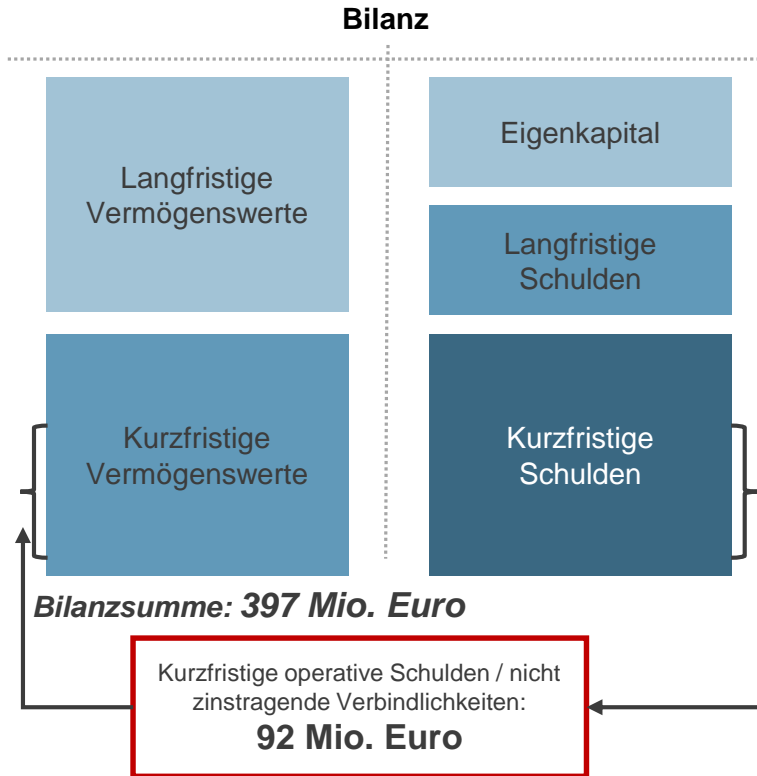 Bilanz
Langfristige
Vermögenswerte
Eigenkapital
Langfristige
Schulden
Kurzfristige
Vermögenswerte
Kurzfristige
Schulden
Bilanzsumme: 397 Mio. Euro
Kurzfristige operative Schulden / nicht
zinstragende Verbindlichkeiten:
92 Mio. Euro